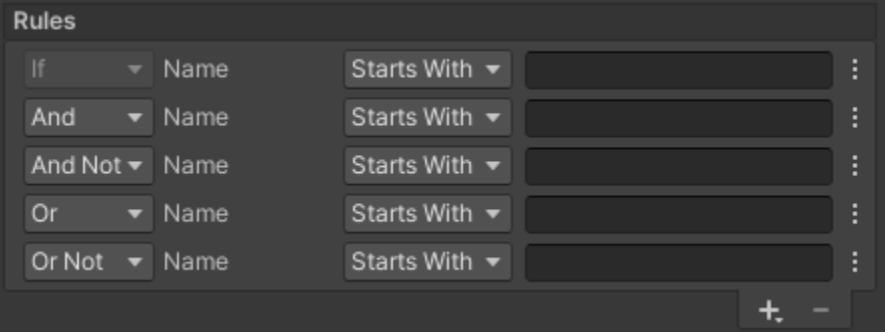 Rules
If Name Starts With
And Name Starts With
And Not Name Starts With
Or Name Starts With
Or Not Name Starts With